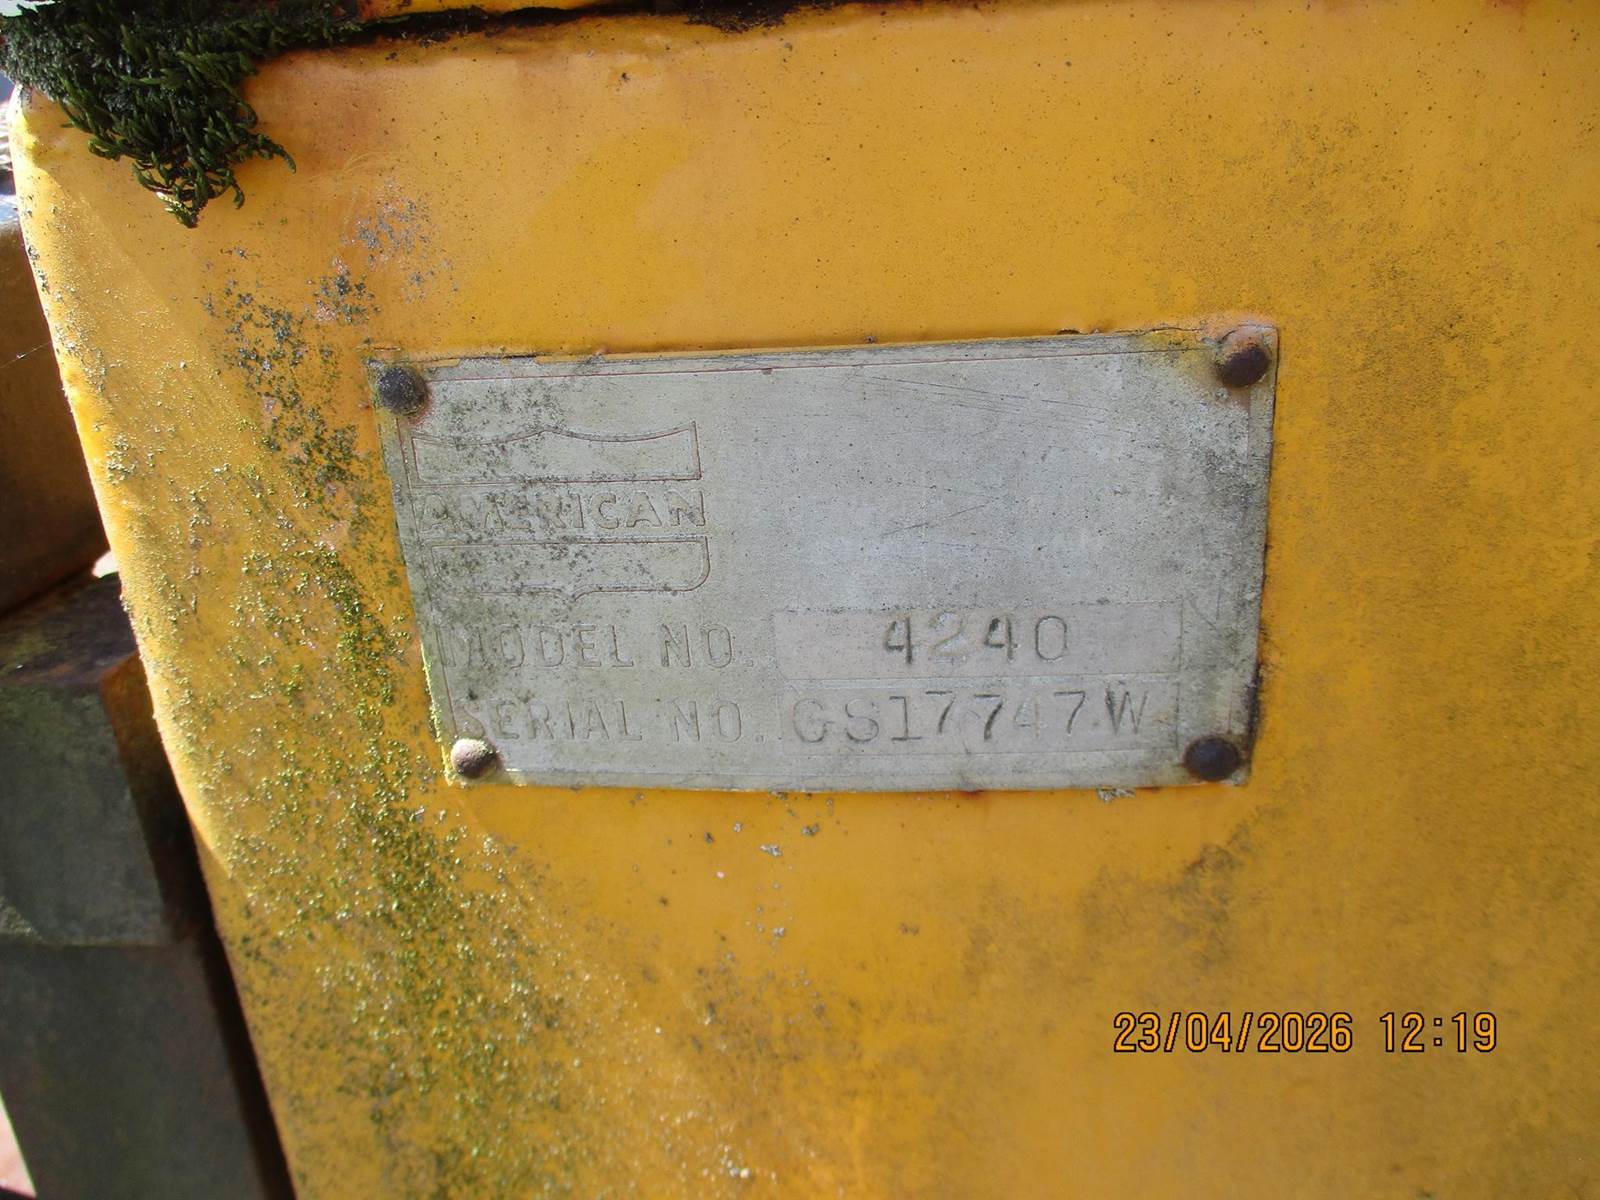 AMERICAN
MODEL NO. 4240
SERIAL NO. GS17747W
23/04/2026 12:19